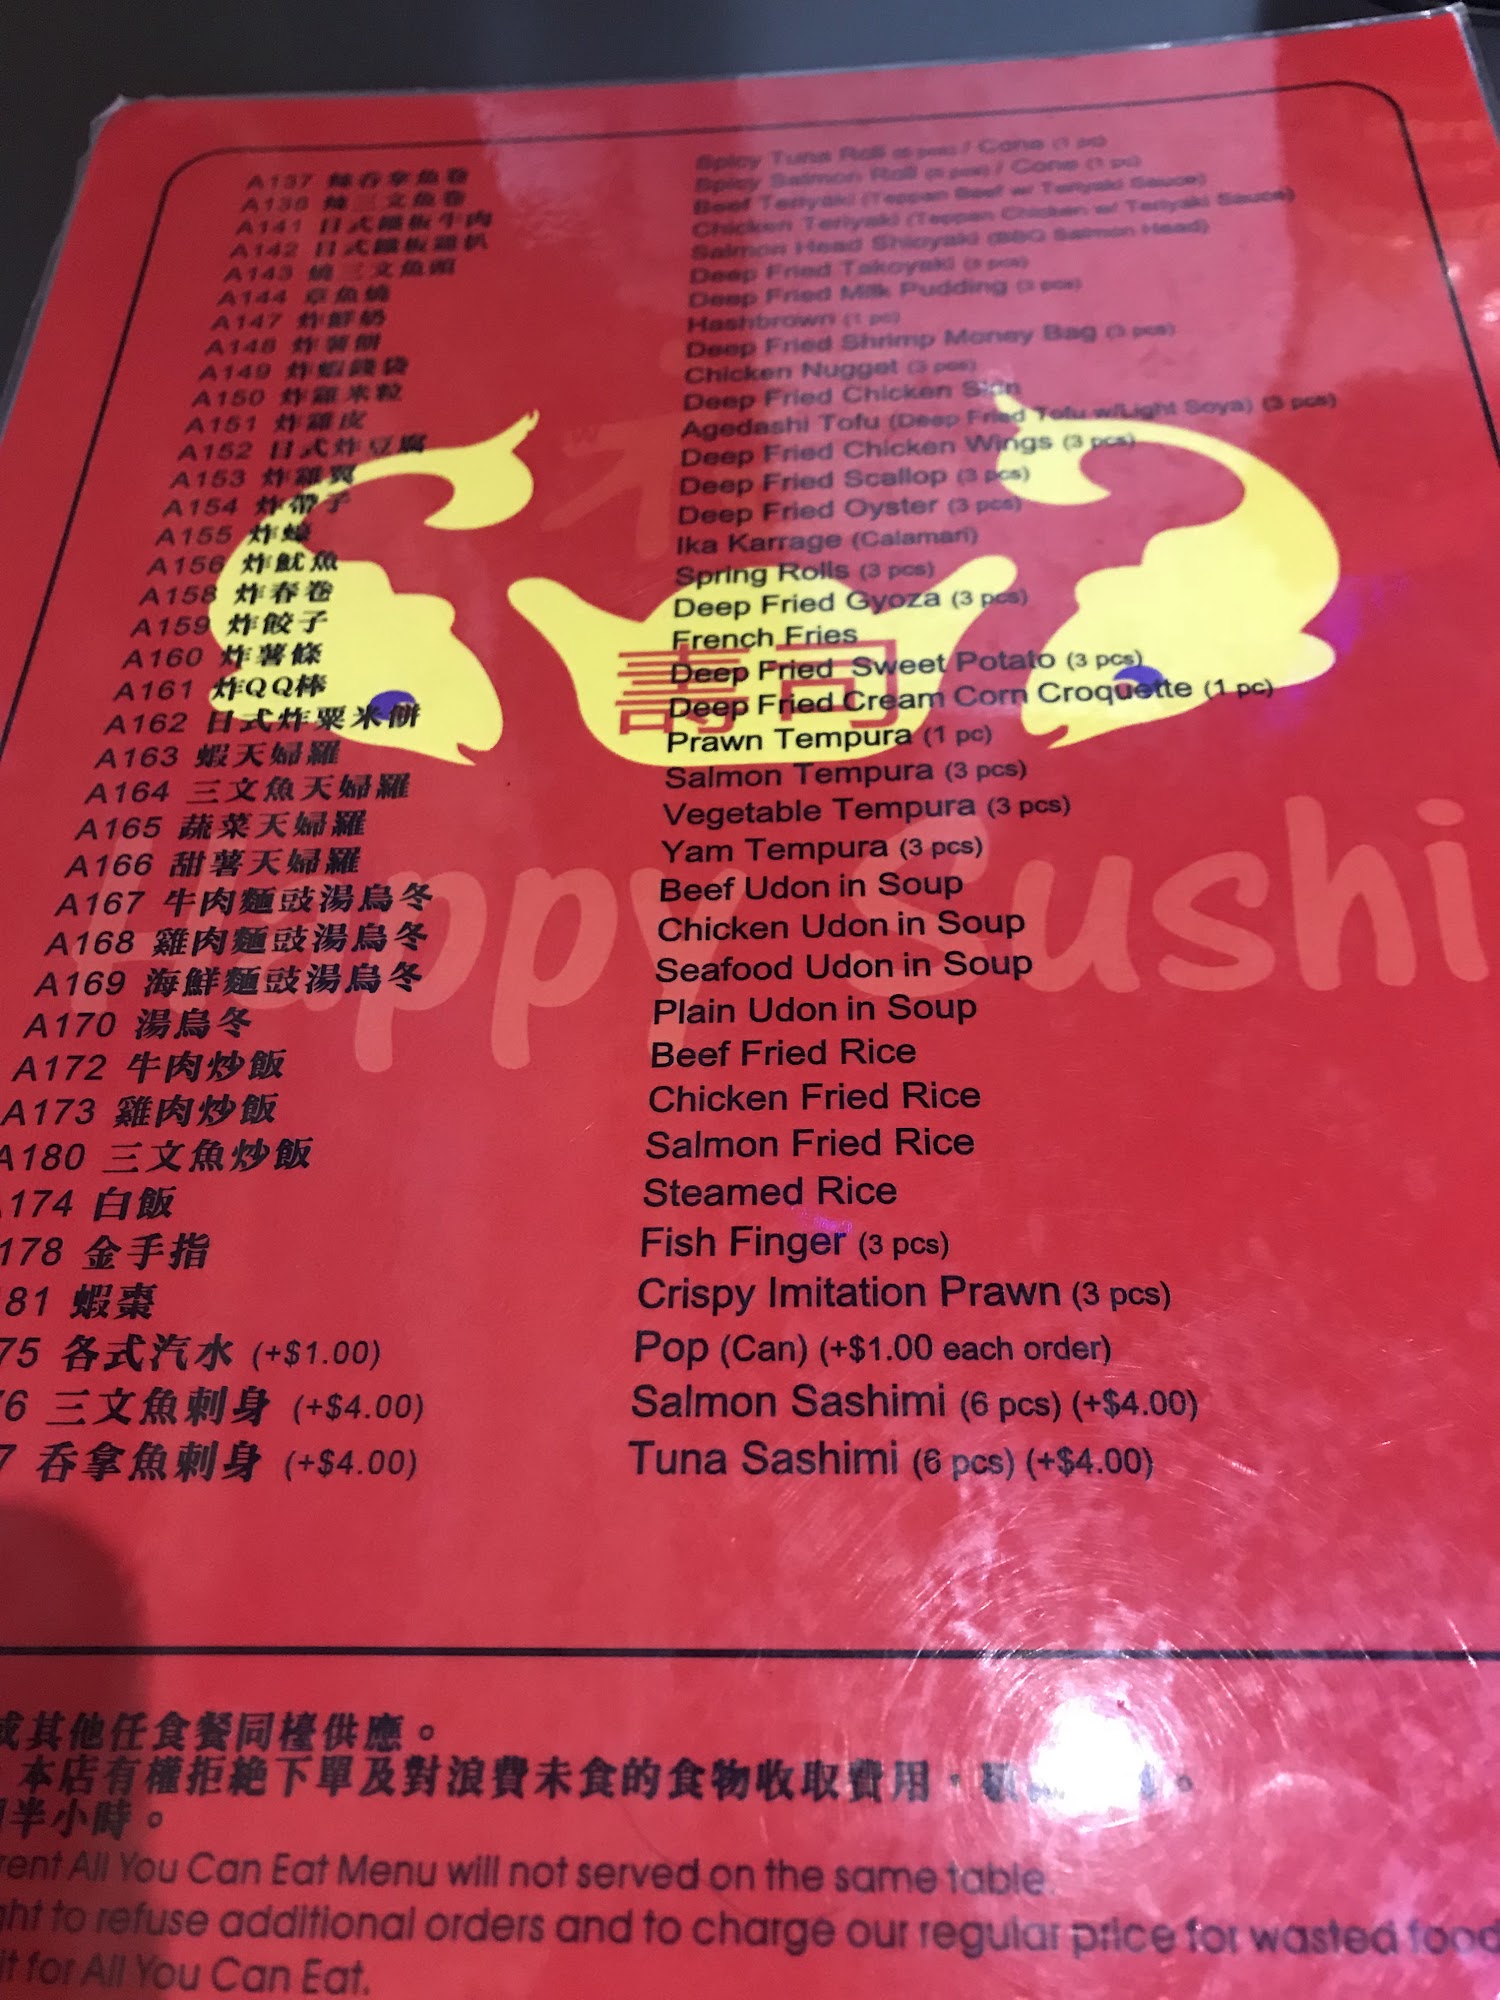 A137 辣吞拿魚卷 Spicy Tuna Roll (6 pcs) / Cone (1 pc)
A138 辣三文魚卷 Spicy Salmon Roll (6 pcs) / Cone (1 pc)
A141 日式鐵板牛肉 Beef Teriyaki (Teppan Beef w/ Teriyaki Sauce)
A142 日式鐵板雞扒 Chicken Teriyaki (Teppan Chicken w/ Teriyaki Sauce)
A143 燒三文魚頭 Salmon Head Shioyaki (BBQ Salmon Head)
A144 章魚燒 Deep Fried Takoyaki (3 pcs)
A147 炸鮮奶 Deep Fried Milk Pudding (3 pcs)
A148 炸薯餅 Hashbrown (1 pc)
A149 炸蝦錢袋 Deep Fried Shrimp Money Bag (3 pcs)
A150 炸雞米粒 Chicken Nugget (3 pcs)
A151 炸雞皮 Deep Fried Chicken Skin
A152 日式炸豆腐 Agedashi Tofu (Deep Fried Tofu w/Light Soya) (3 pcs)
A153 炸雞翼 Deep Fried Chicken Wings (3 pcs)
A154 炸帶子 Deep Fried Scallop (3 pcs)
A155 炸蠔 Deep Fried Oyster (3 pcs)
A156 炸魷魚 Ika Karrage (Calamari)
A158 炸春卷 Spring Rolls (3 pcs)
A159 炸餃子 Deep Fried Gyoza (3 pcs)
A160 炸薯條 French Fries
A161 炸QQ棒 Deep Fried Sweet Potato (3 pcs)
A162 日式炸粟米餅 Deep Fried Cream Corn Croquette (1 pc)
壽司
A163 蝦天婦羅 Prawn Tempura (1 pc)
A164 三文魚天婦羅 Salmon Tempura (3 pcs)
A165 蔬菜天婦羅 Vegetable Tempura (3 pcs)
A166 甜薯天婦羅 Yam Tempura (3 pcs)
Happy Sushi
A167 牛肉麵豉湯烏冬 Beef Udon in Soup
A168 雞肉麵豉湯烏冬 Chicken Udon in Soup
A169 海鮮麵豉湯烏冬 Seafood Udon in Soup
A170 湯烏冬 Plain Udon in Soup
A172 牛肉炒飯 Beef Fried Rice
A173 雞肉炒飯 Chicken Fried Rice
A180 三文魚炒飯 Salmon Fried Rice
174 白飯 Steamed Rice
178 金手指 Fish Finger (3 pcs)
81 蝦棗 Crispy Imitation Prawn (3 pcs)
75 各式汽水 (+$1.00) Pop (Can) (+$1.00 each order)
6 三文魚刺身 (+$4.00) Salmon Sashimi (6 pcs) (+$4.00)
7 吞拿魚刺身 (+$4.00) Tuna Sashimi (6 pcs) (+$4.00)
或其他任食餐同檯供應。
本店有權拒絶下單及對浪費未食的食物收取費用，
半小時。
rent All You Can Eat Menu will not served on the same table.
ght to refuse additional orders and to charge our regular price for wasted food
it for All You Can Eat.